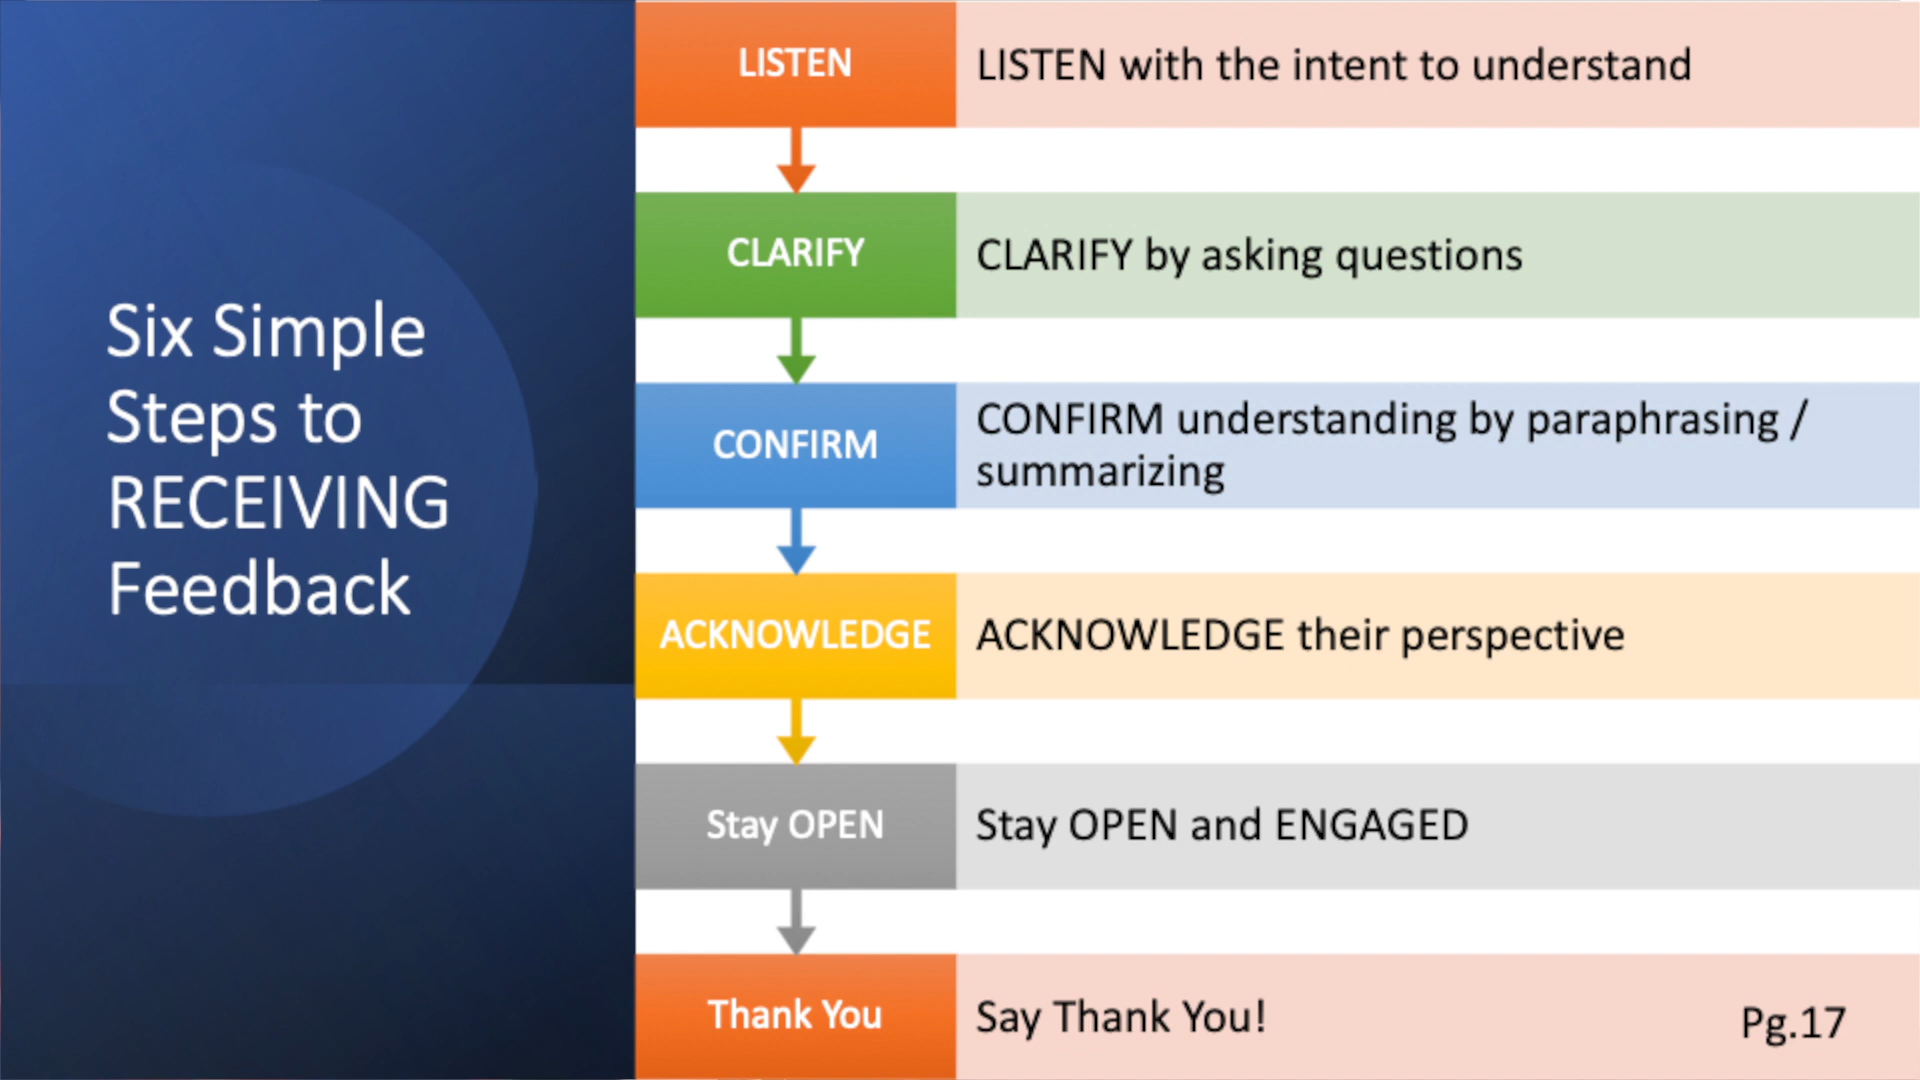 Six Simple
Steps to
RECEIVING
Feedback
LISTEN
LISTEN with the intent to understand
CLARIFY
CLARIFY by asking questions
CONFIRM
CONFIRM understanding by paraphrasing /
summarizing
ACKNOWLEDGE
ACKNOWLEDGE their perspective
Stay OPEN
Stay OPEN and ENGAGED
Thank You
Say Thank You!
Pg.17